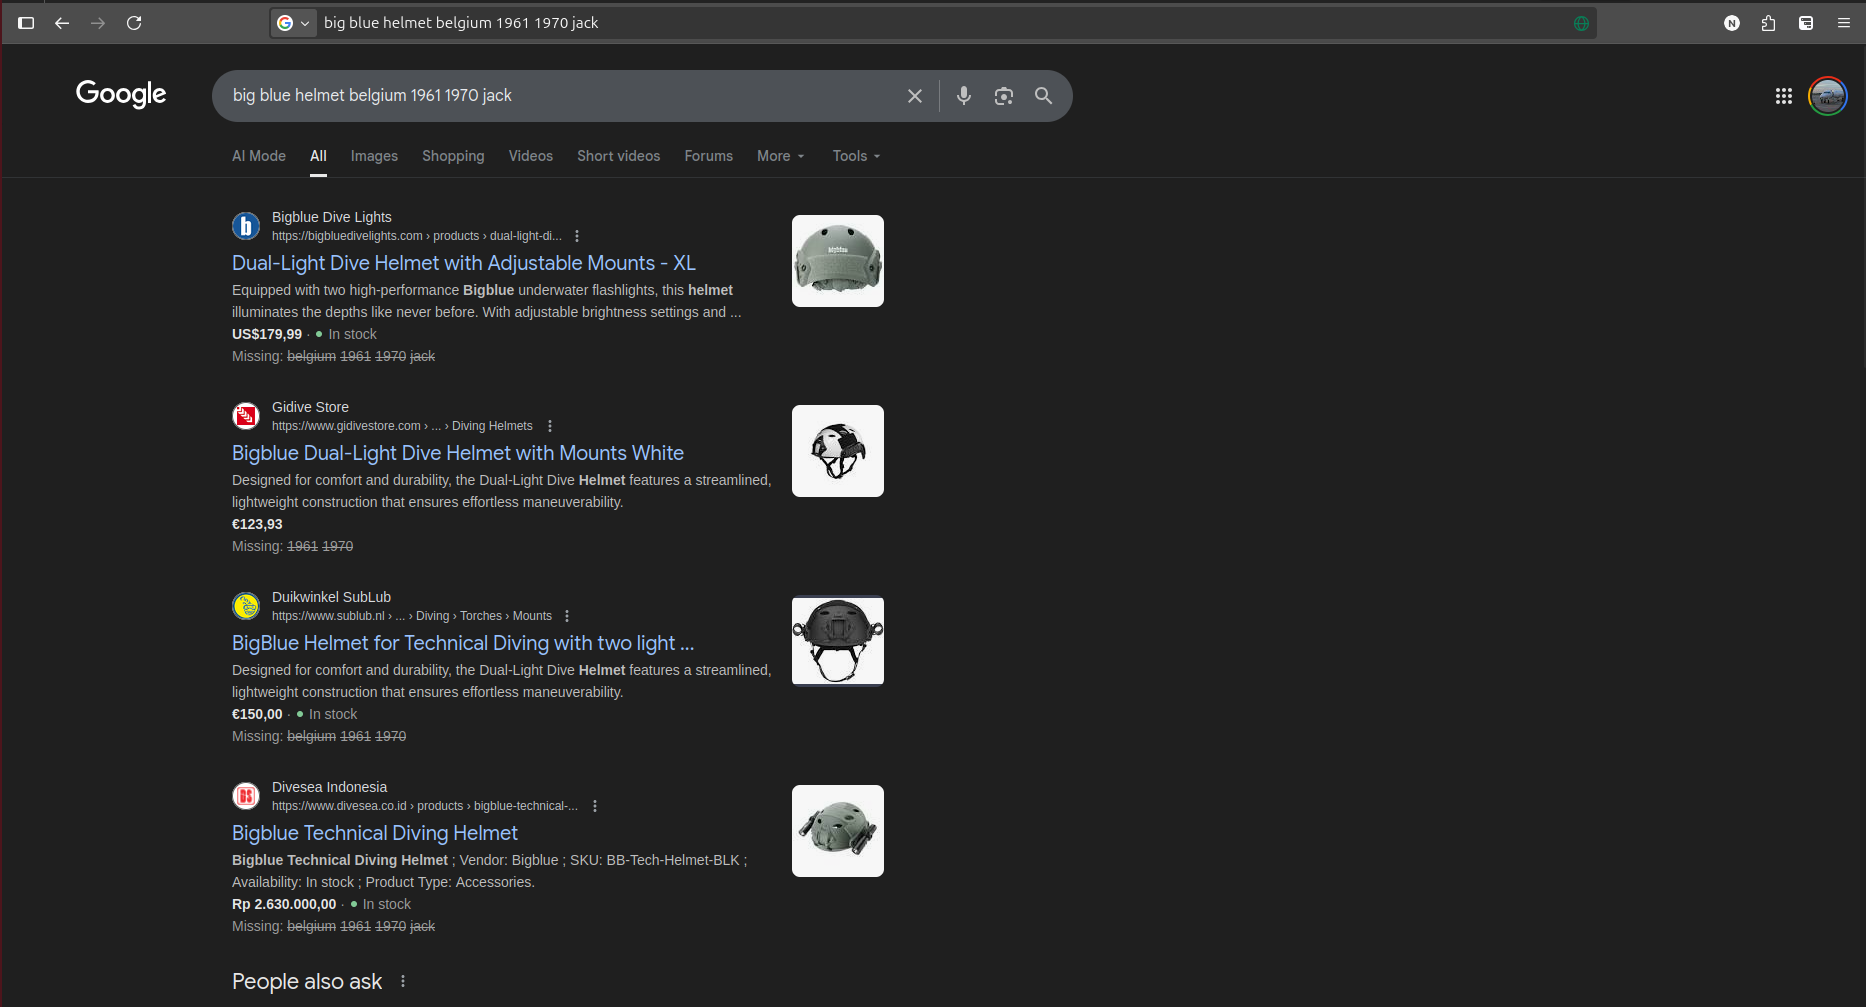 big blue helmet belgium 1961 1970 jack
N
Google
big blue helmet belgium 1961 1970 jack
AI Mode All Images Shopping Videos Short videos Forums More Tools
Bigblue Dive Lights
https://bigbluedivelights.com › products › dual-light-di...
Dual-Light Dive Helmet with Adjustable Mounts - XL
Equipped with two high-performance Bigblue underwater flashlights, this helmet
illuminates the depths like never before. With adjustable brightness settings and ...
US$179,99 · In stock
Missing: belgium 1961 1970 jack
bigblue
Gidive Store
https://www.gidivestore.com › ... › Diving Helmets
Bigblue Dual-Light Dive Helmet with Mounts White
Designed for comfort and durability, the Dual-Light Dive Helmet features a streamlined,
lightweight construction that ensures effortless maneuverability.
€123,93
Missing: 1961 1970
Duikwinkel SubLub
https://www.sublub.nl › ... › Diving › Torches › Mounts
BigBlue Helmet for Technical Diving with two light ...
Designed for comfort and durability, the Dual-Light Dive Helmet features a streamlined,
lightweight construction that ensures effortless maneuverability.
€150,00 · In stock
Missing: belgium 1961 1970
Divesea Indonesia
https://www.divesea.co.id › products › bigblue-technical-...
Bigblue Technical Diving Helmet
Bigblue Technical Diving Helmet ; Vendor: Bigblue ; SKU: BB-Tech-Helmet-BLK ;
Availability: In stock ; Product Type: Accessories.
Rp 2.630.000,00 · In stock
Missing: belgium 1961 1970 jack
People also ask